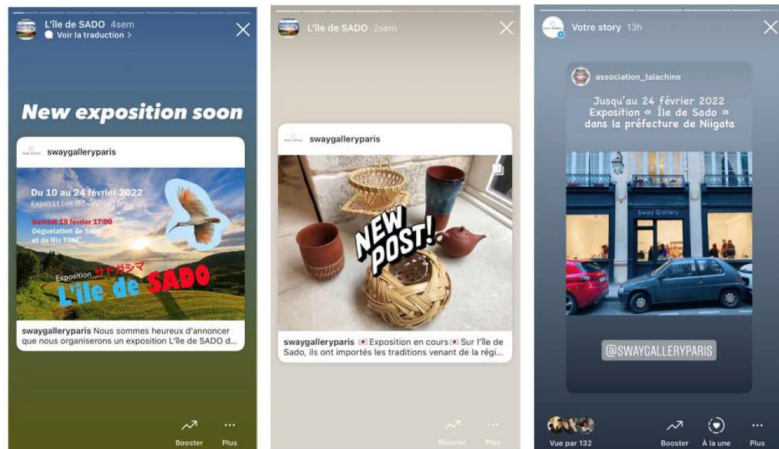 L'île de SADO 4sem
Voir la traduction >
New exposition soon
swaygalleryparis
Du 10 au 24 février 2022
Exposition
Samedi 19 février 17:00
Dégustation de
et de Riz
Exposition サドガシマ
L'île de SADO
swaygalleryparis Nous sommes heureux d'annoncer
que nous organiserons un exposition L'île de SADO d...
Booster
Plus
L'île de SADO 2sem
swaygalleryparis
NEW
POST!
swaygalleryparis 🇯🇵Exposition en cours🇯🇵Sur l'île de
Sado, ils ont importés les traditions venant de la régi...
Booster
Plus
Votre story 13h
association_talachine
Jusqu'au 24 février 2022
Exposition « Île de Sado »
dans la préfecture de Niigata
Sway Gallery
@SWAYGALLERYPARIS
Vue par 132
Booster
À la une
Plus